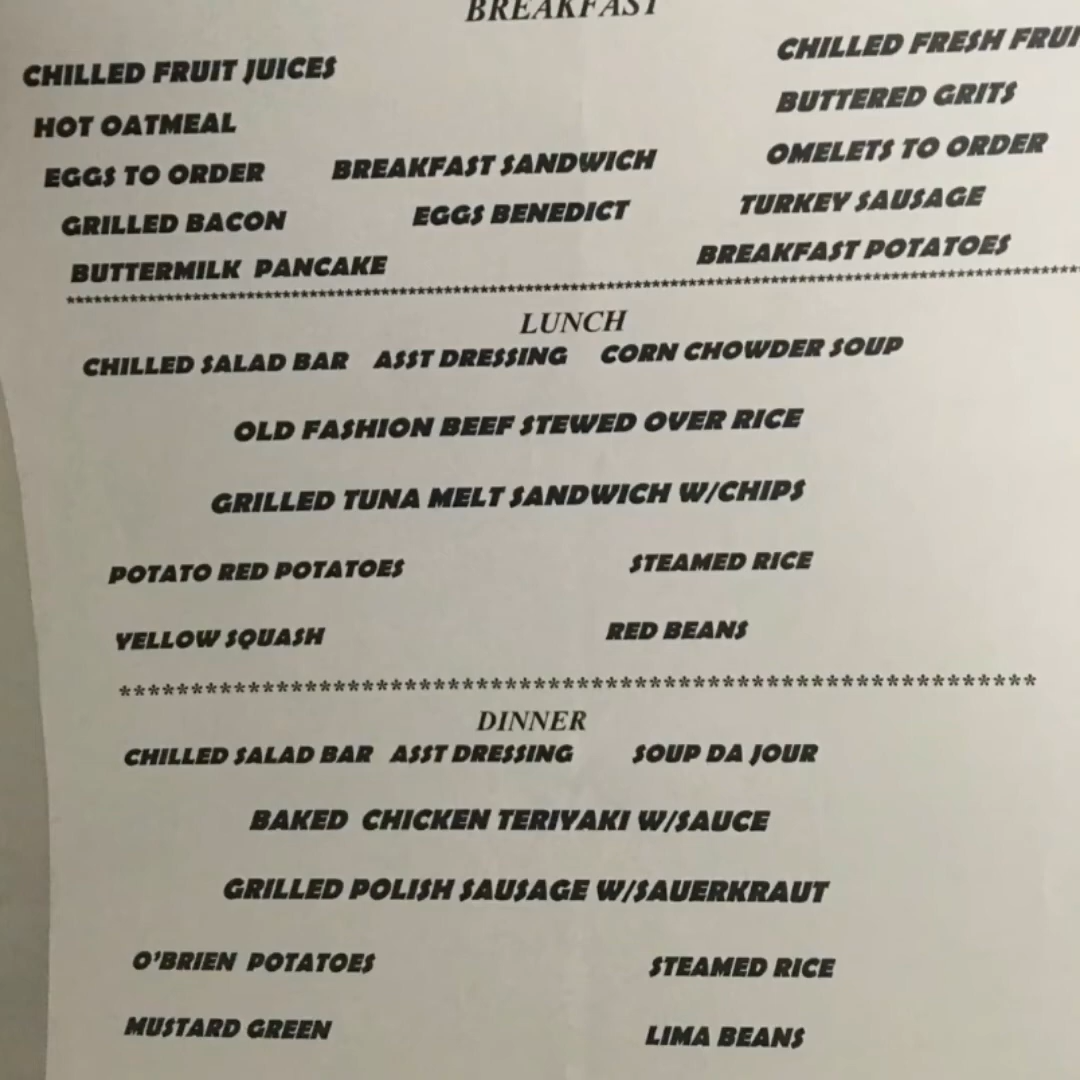 BREAKFAST
CHILLED FRUIT JUICES CHILLED FRESH
HOT OATMEAL BUTTERED GRITS
EGGS TO ORDER BREAKFAST SANDWICH OMELETS TO ORDER
GRILLED BACON EGGS BENEDICT TURKEY SAUSAGE
BUTTERMILK PANCAKE BREAKFAST POTATOES
********************************************************************************
LUNCH
CHILLED SALAD BAR ASST DRESSING CORN CHOWDER SOUP
OLD FASHION BEEF STEWED OVER RICE
GRILLED TUNA MELT SANDWICH W/CHIPS
POTATO RED POTATOES STEAMED RICE
YELLOW SQUASH RED BEANS
****************************************************************
DINNER
CHILLED SALAD BAR ASST DRESSING SOUP DA JOUR
BAKED CHICKEN TERIYAKI W/SAUCE
GRILLED POLISH SAUSAGE W/SAUERKRAUT
O'BRIEN POTATOES STEAMED RICE
MUSTARD GREEN LIMA BEANS